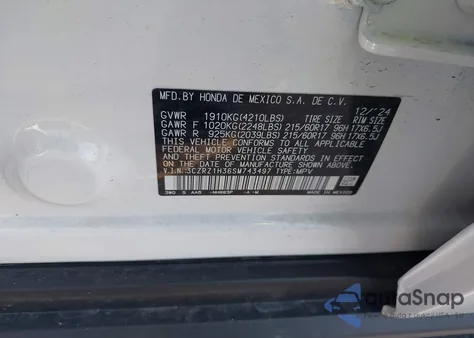 MFD.BY HONDA DE MEXICO S.A. DE C.V.
12/'24
GVWR 1910KG(4210LBS) TIRE SIZE RIM SIZE
GAWR F 1020KG(2248LBS) 215/60R17 96H 17X6.5J
GAWR R 925KG(2039LBS) 215/60R17 96H 17X6.5J
THIS VEHICLE CONFORMS TO ALL APPLICABLE
FEDERAL MOTOR VEHICLE SAFETY STANDARDS IN
EFFECT ON THE DATE OF MANUFACTURE SHOWN ABOVE.
V.I.N:3CZRZ1H36SM743497 TYPE:MPV
MADE IN MEXICO
autoSnap